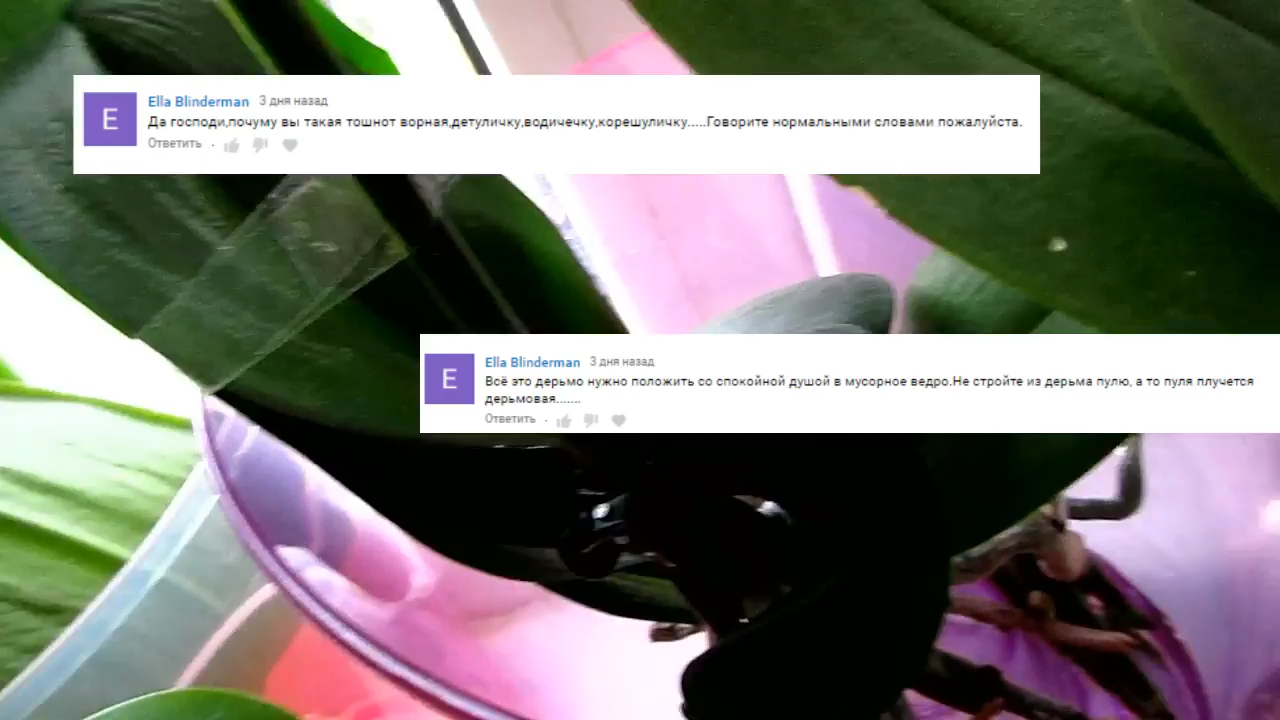 E
Ella Blinderman 3 дня назад
Да господи,почуму вы такая тошнот ворная,детуличку,водичечку,корешуличку.....Говорите нормальными словами пожалуйста.
Ответить
E
Ella Blinderman 3 дня назад
Всё это дерьмо нужно положить со спокойной душой в мусорное ведро.Не стройте из дерьма пулю, а то пуля плучется
дерьмовая.......
Ответить